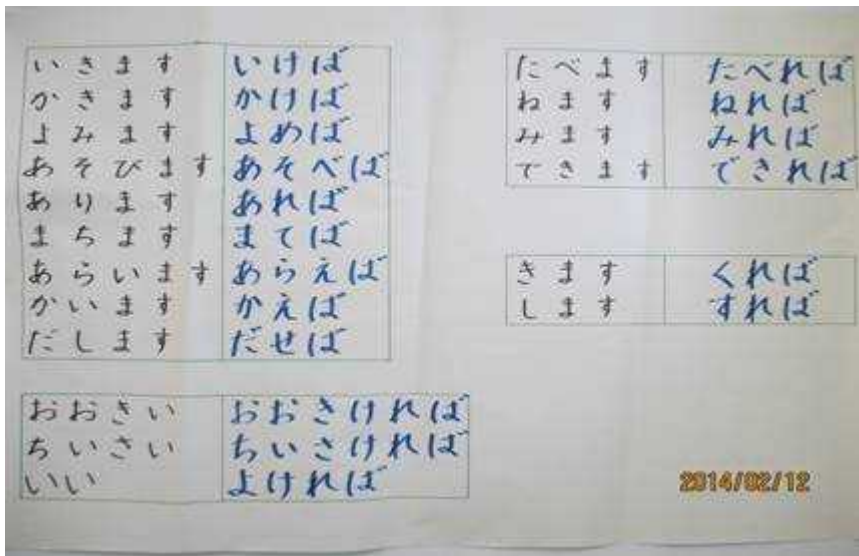 いきます いけば
かきます かけば
よみます よめば
あそびます あそべば
あります あれば
まちます まてば
あらいます あらえば
かいます かえば
だします だせば
おおきい おおきければ
ちいさい ちいさければ
いい よければ
たべます たべれば
ねます ねれば
みます みれば
できます できれば
きます くれば
します すれば
2014/02/12